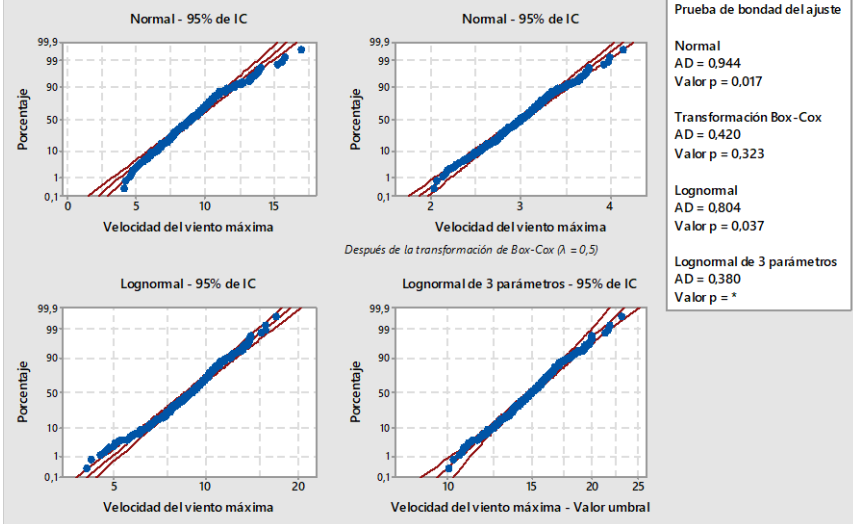 Normal - 95% de IC
99,9
99
90
50
10
1
0,1
Porcentaje
0
5
10
15
Velocidad del viento máxima
Normal - 95% de IC
99,9
99
90
50
10
1
0,1
Porcentaje
2
3
4
Velocidad del viento máxima
Después de la transformación de Box-Cox (λ = 0,5)
Lognormal - 95% de IC
99,9
99
90
50
10
1
0,1
Porcentaje
5
10
20
Velocidad del viento máxima
Lognormal de 3 parámetros - 95% de IC
99,9
99
90
50
10
1
0,1
Porcentaje
10
15
20
25
Velocidad del viento máxima - Valor umbral
Prueba de bondad del ajuste
Normal
AD = 0,944
Valor p = 0,017
Transformación Box-Cox
AD = 0,420
Valor p = 0,323
Lognormal
AD = 0,804
Valor p = 0,037
Lognormal de 3 parámetros
AD = 0,380
Valor p = *